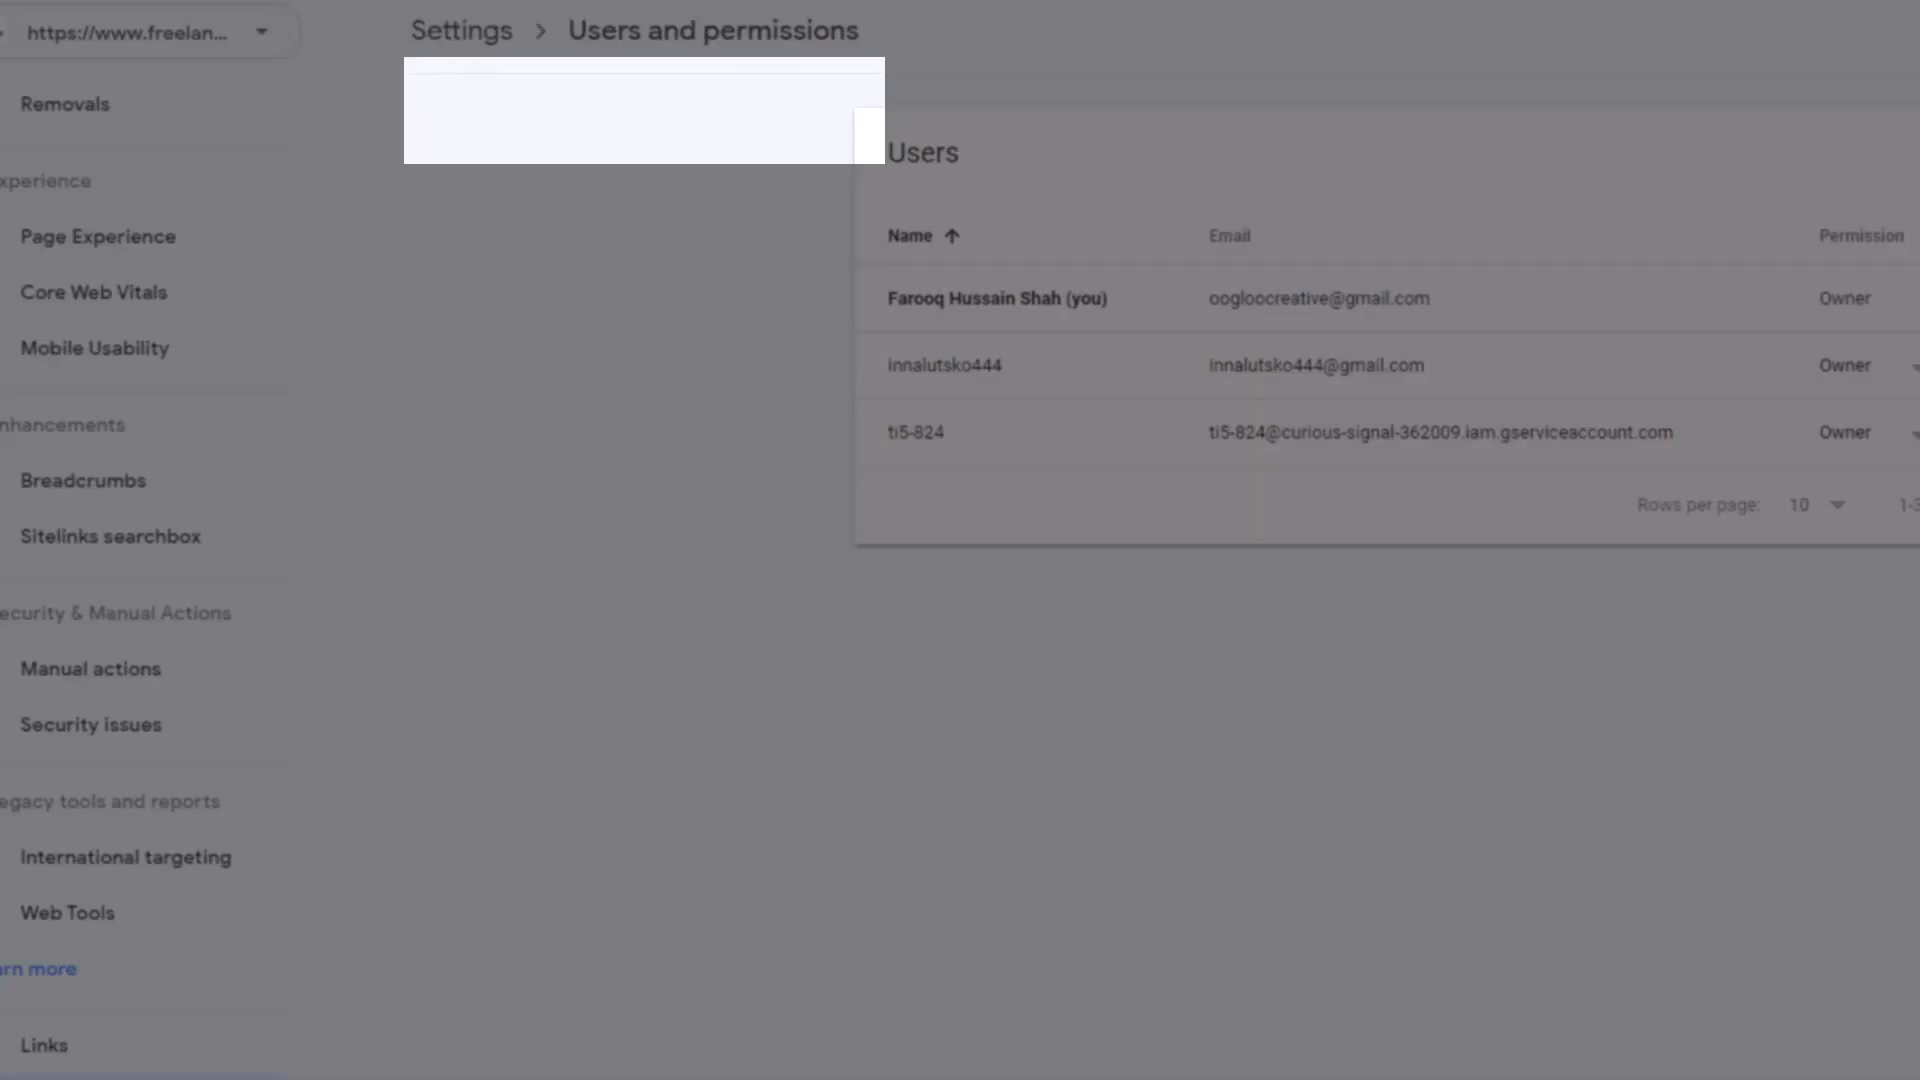 https://www.freelan...
Settings > Users and permissions
Removals
xperience
Page Experience
Core Web Vitals
Mobile Usability
nhancements
Breadcrumbs
Sitelinks searchbox
ecurity & Manual Actions
Manual actions
Security issues
egacy tools and reports
International targeting
Web Tools
arn more
Links
Users
Name Email Permission
Farooq Hussain Shah (you) oogloocreative@gmail.com Owner
innalutsko444 innalutsko444@gmail.com Owner
ti5-824 ti5-824@curious-signal-362009.iam.gserviceaccount.com Owner
Rows per page: 10 1-3